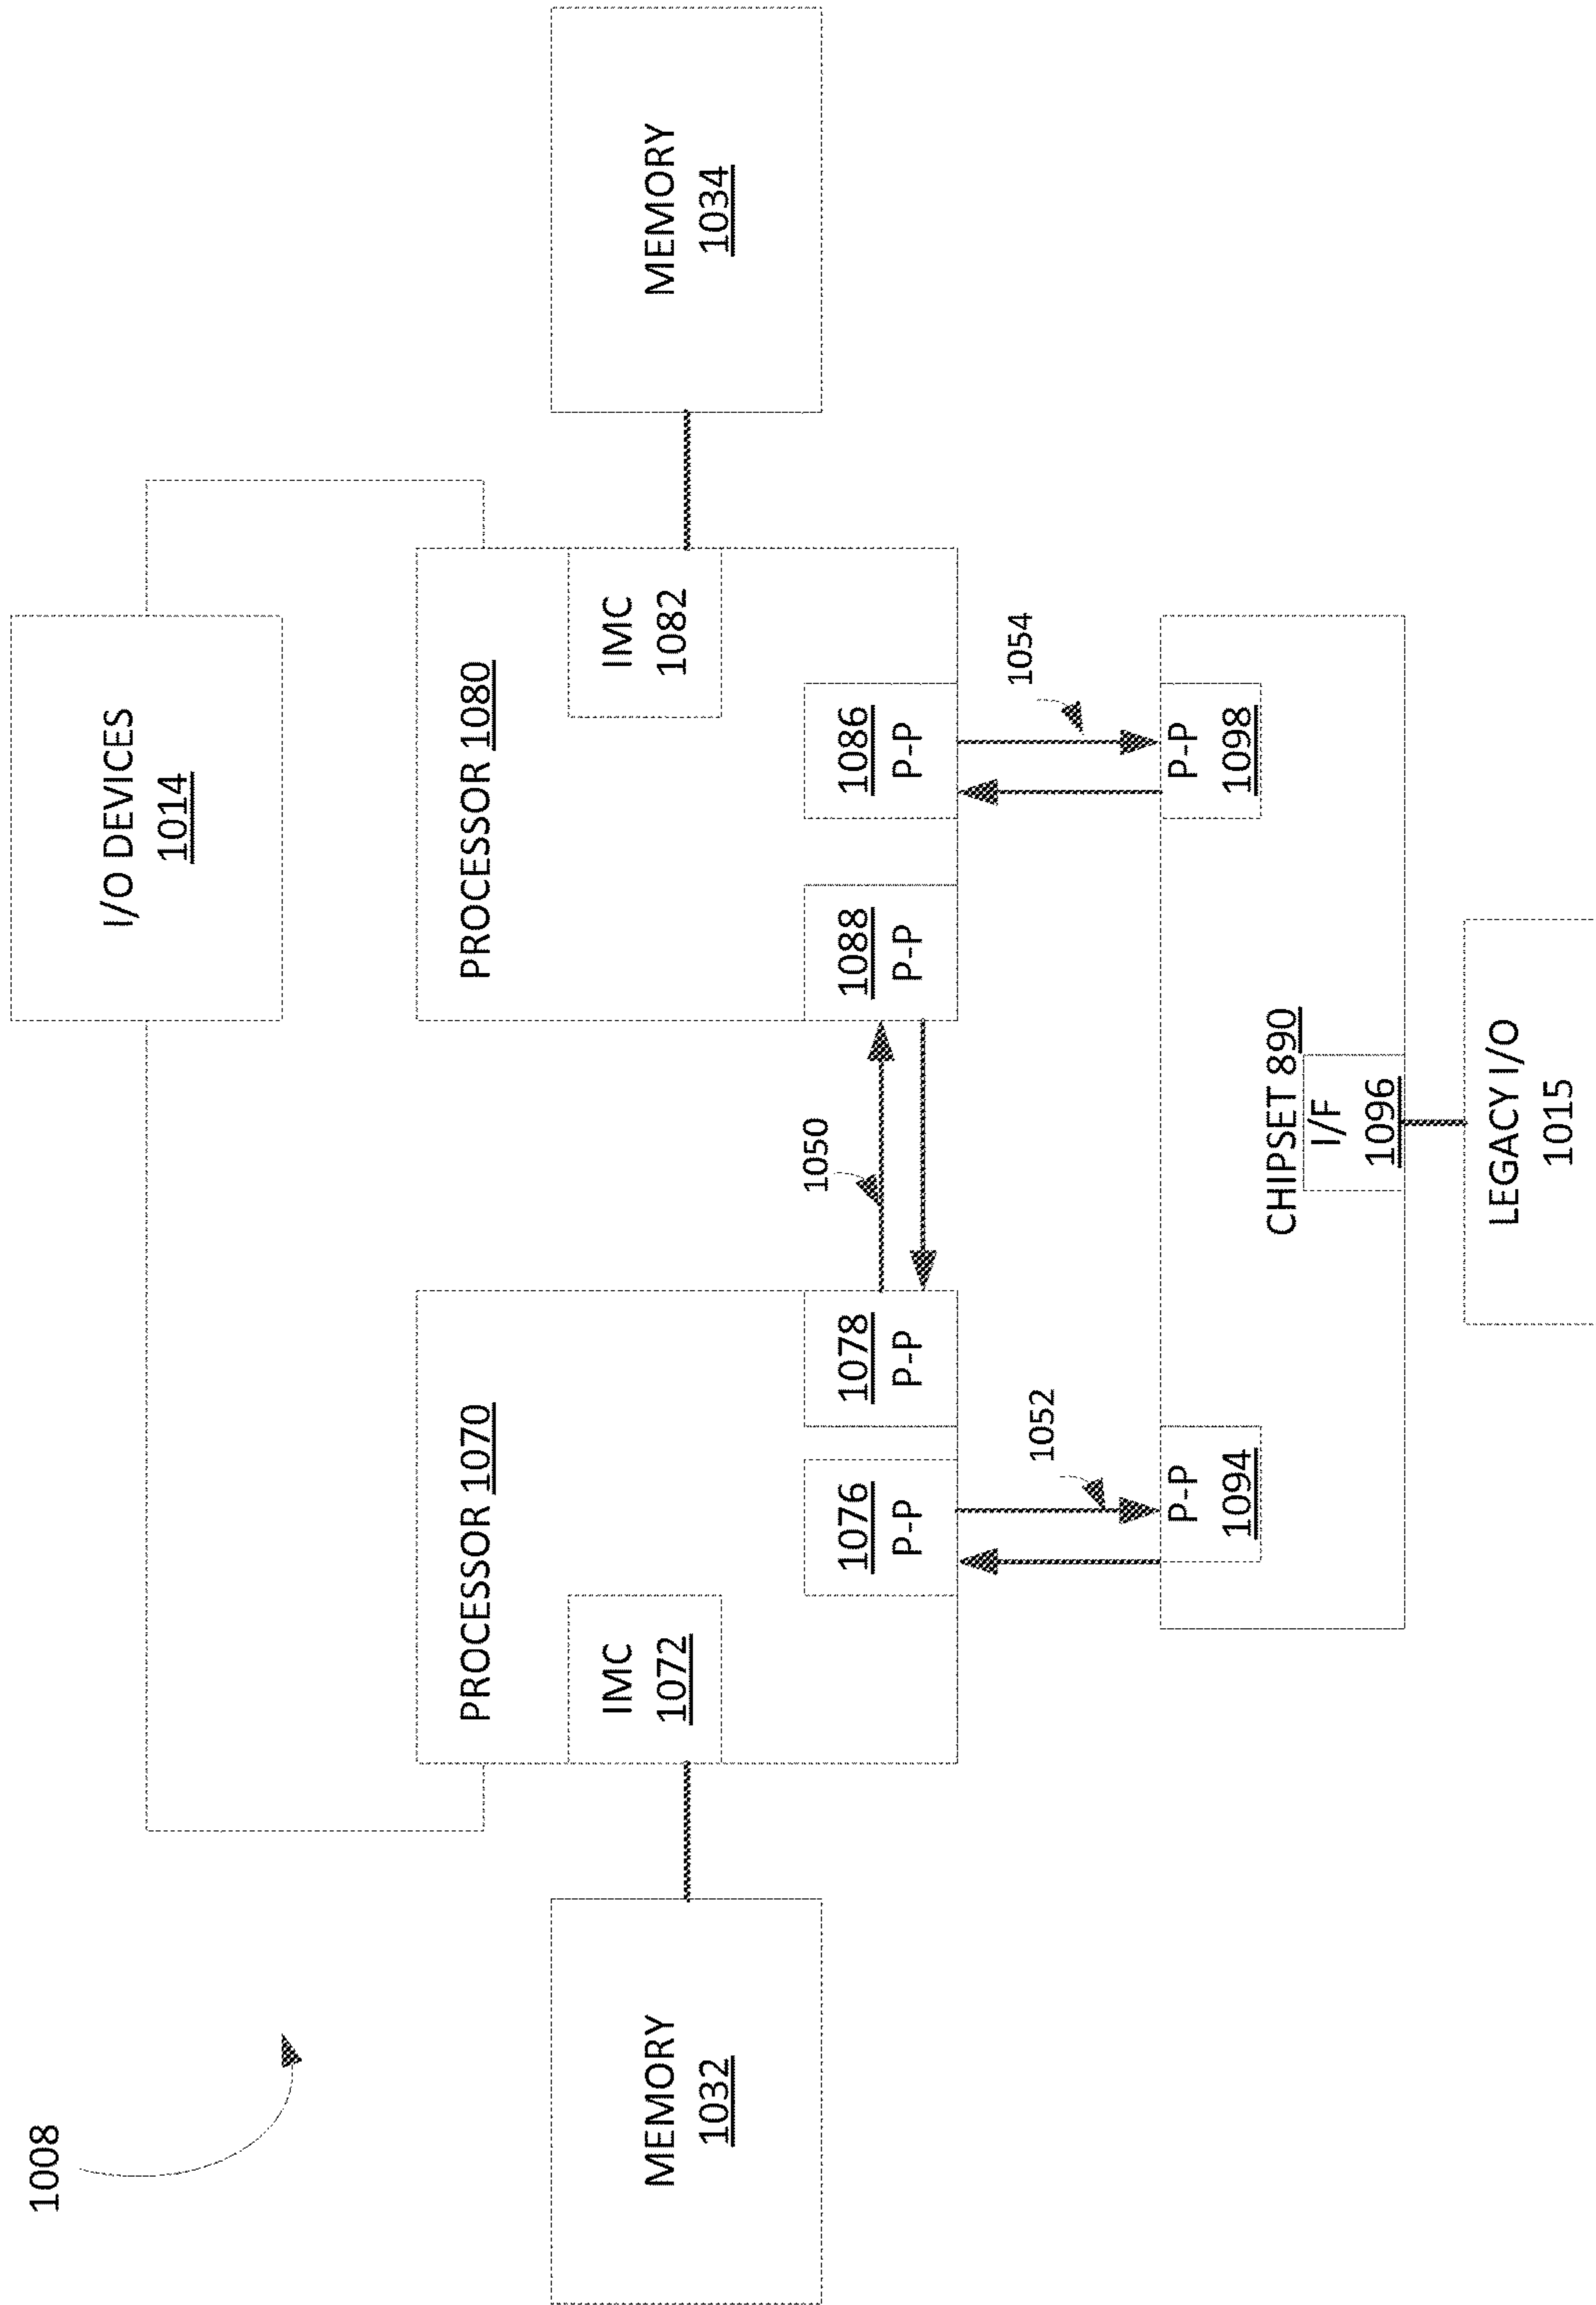 1008
I/O DEVICES
1014
PROCESSOR 1070
PROCESSOR 1080
MEMORY
1032
IMC
1072
IMC
1082
MEMORY
1034
1050
1076
P-P
1078
P-P
1088
P-P
1086
P-P
1052
1054
P-P
1094
P-P
1098
CHIPSET 890
I/F
1096
LEGACY I/O
1015